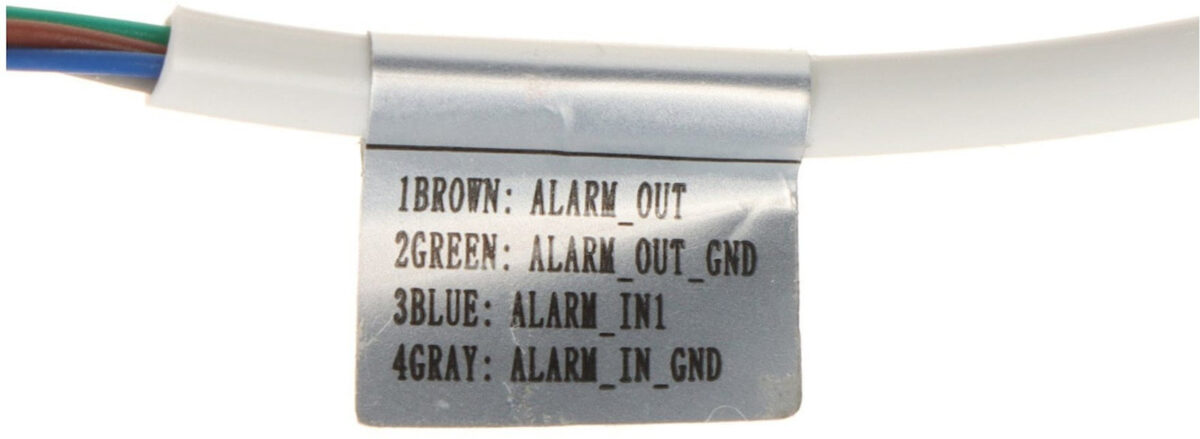 1BROWN: ALARM_OUT
2GREEN: ALARM_OUT_GND
3BLUE: ALARM_IN1
4GRAY: ALARM_IN_GND